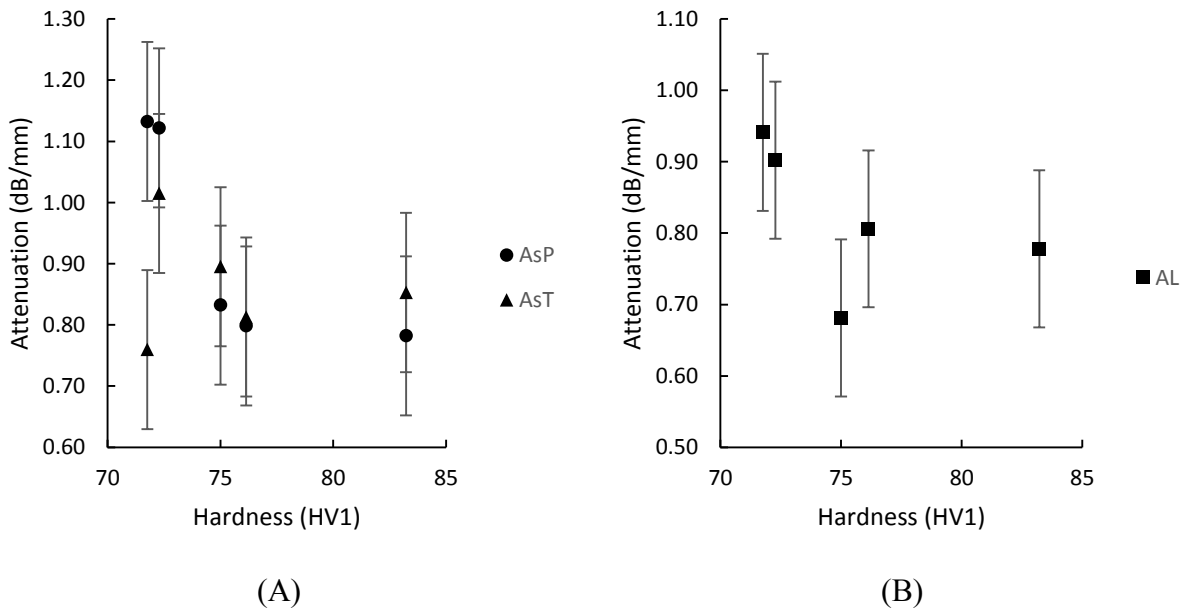 1.30
1.20
1.10
1.00
0.90
0.80
0.70
0.60
70 75 80 85
Attenuation (dB/mm)
Hardness (HV1)
AsP
AsT
(A)
1.10
1.00
0.90
0.80
0.70
0.60
0.50
70 75 80 85
Attenuation (dB/mm)
Hardness (HV1)
AL
(B)